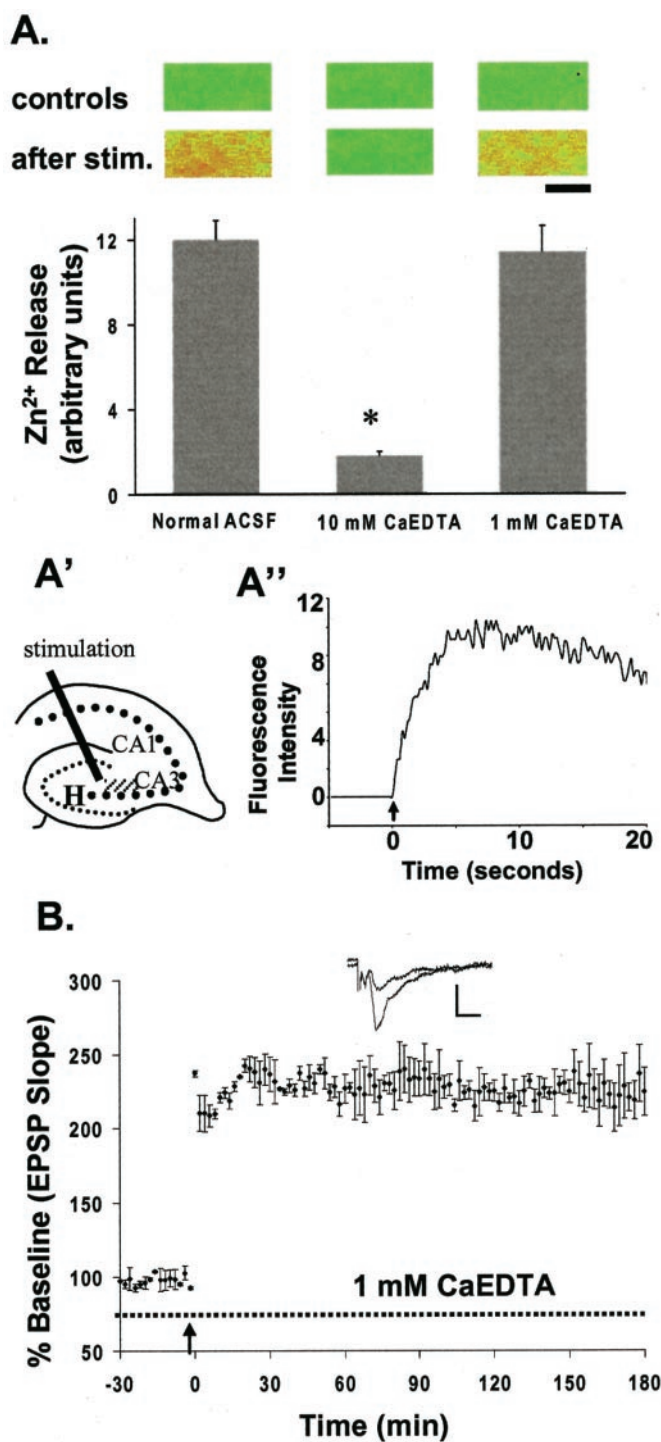 A.
controls
after stim.
Zn²⁺ Release
(arbitrary units)
12
8
4
0
*
Normal ACSF 10 mM CaEDTA 1 mM CaEDTA
A'
stimulation
CA1
CA3
H
A''
Fluorescence
Intensity
12
8
4
0
0 10 20
Time (seconds)
B.
% Baseline (EPSP Slope)
300
250
200
150
100
50
1 mM CaEDTA
-30 0 30 60 90 120 150 180
Time (min)